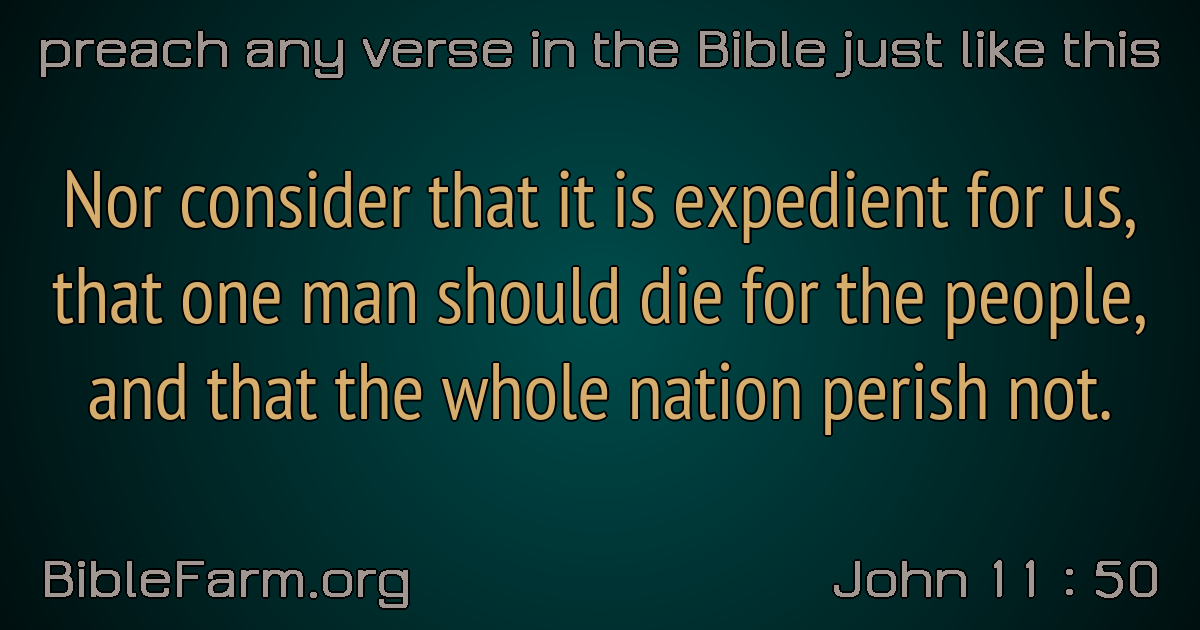 preach any verse in the Bible just like this
Nor consider that it is expedient for us,
that one man should die for the people,
and that the whole nation perish not.
BibleFarm.org
John 11 : 50